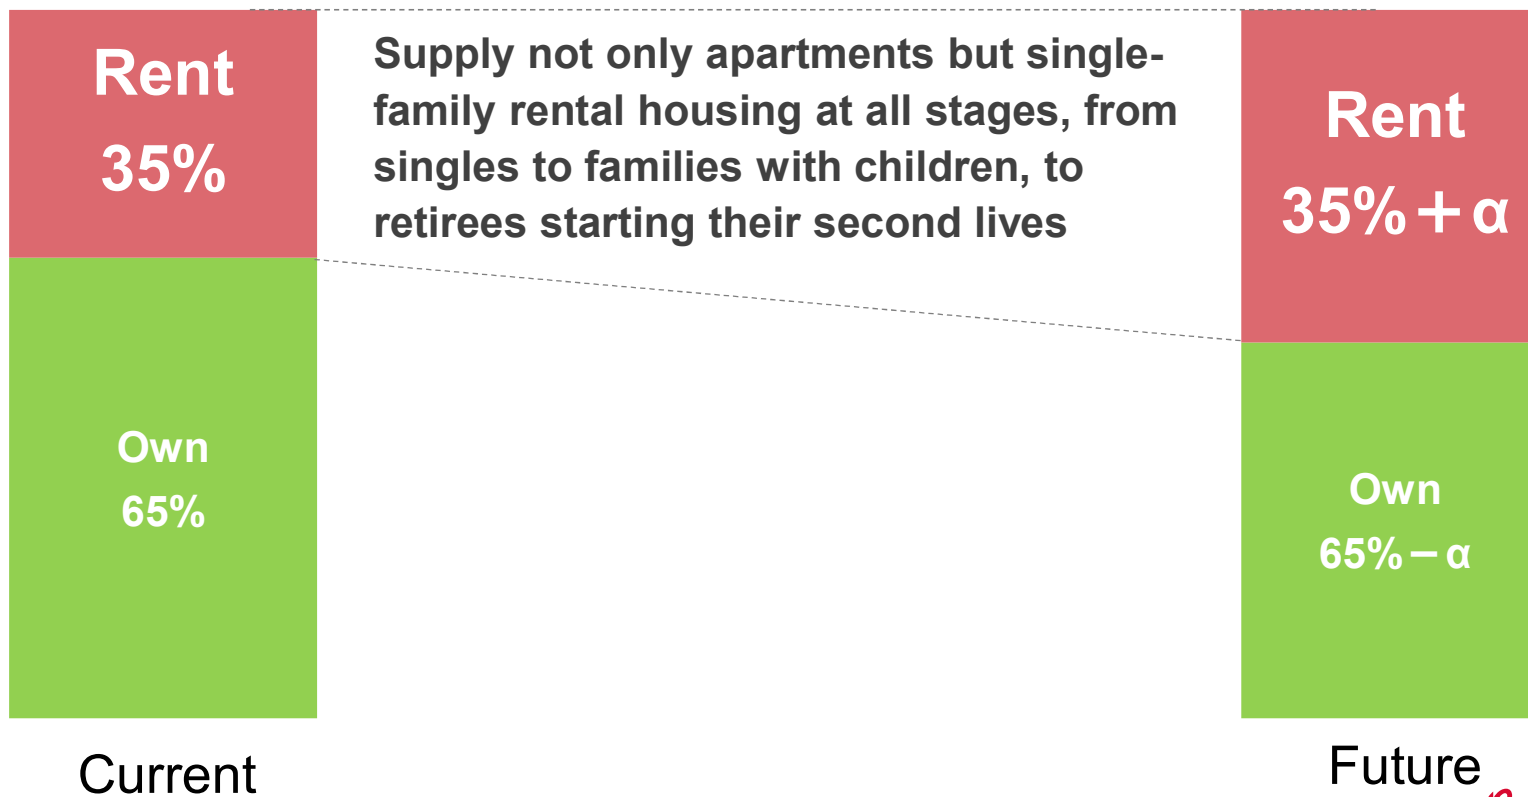 Rent
35%
Supply not only apartments but single-
family rental housing at all stages, from
singles to families with children, to
retirees starting their second lives
Rent
35%＋α
Own
65%
Own
65%－α
Current
Future